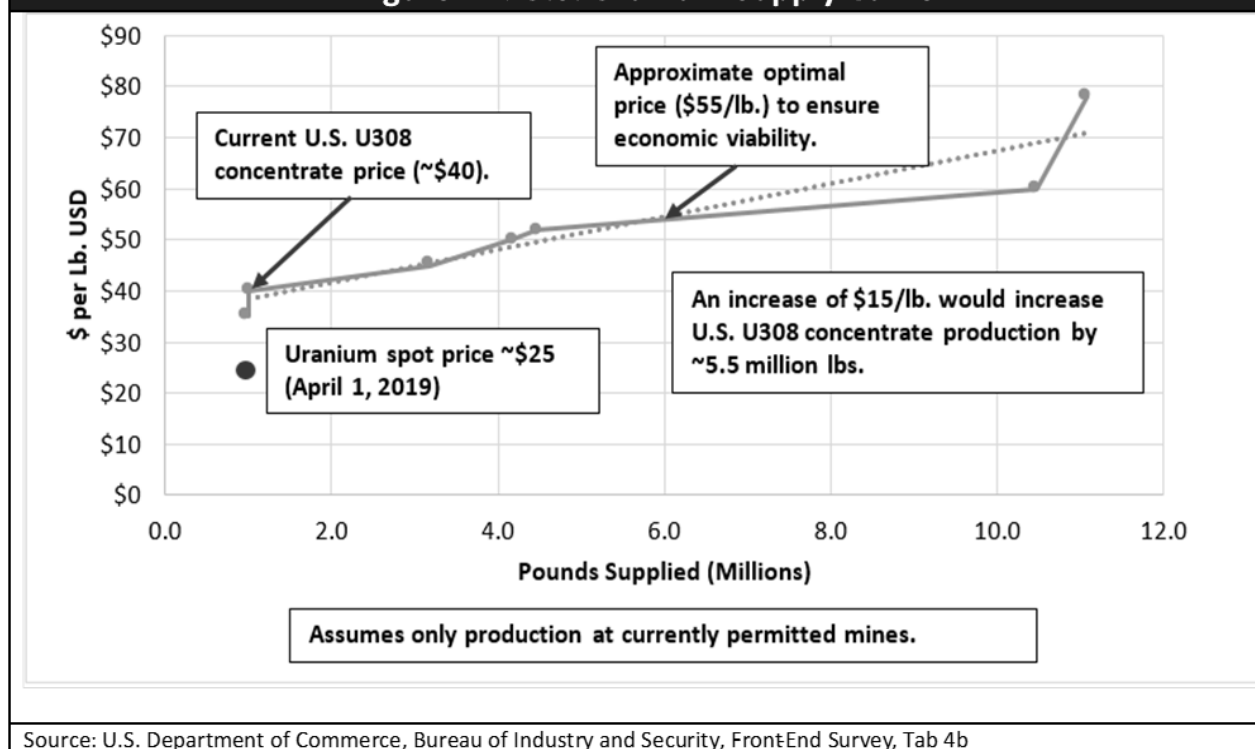 $90
$80
$70
$60
$50
$40
$30
$20
$10
$0
$ per Lb. USD
Current U.S. U308
concentrate price (~$40).
Approximate optimal
price ($55/lb.) to ensure
economic viability.
Uranium spot price ~$25
(April 1, 2019)
An increase of $15/lb. would increase
U.S. U308 concentrate production by
~5.5 million lbs.
0.0 2.0 4.0 6.0 8.0 10.0 12.0
Pounds Supplied (Millions)
Assumes only production at currently permitted mines.
Source: U.S. Department of Commerce, Bureau of Industry and Security, Front-End Survey, Tab 4b